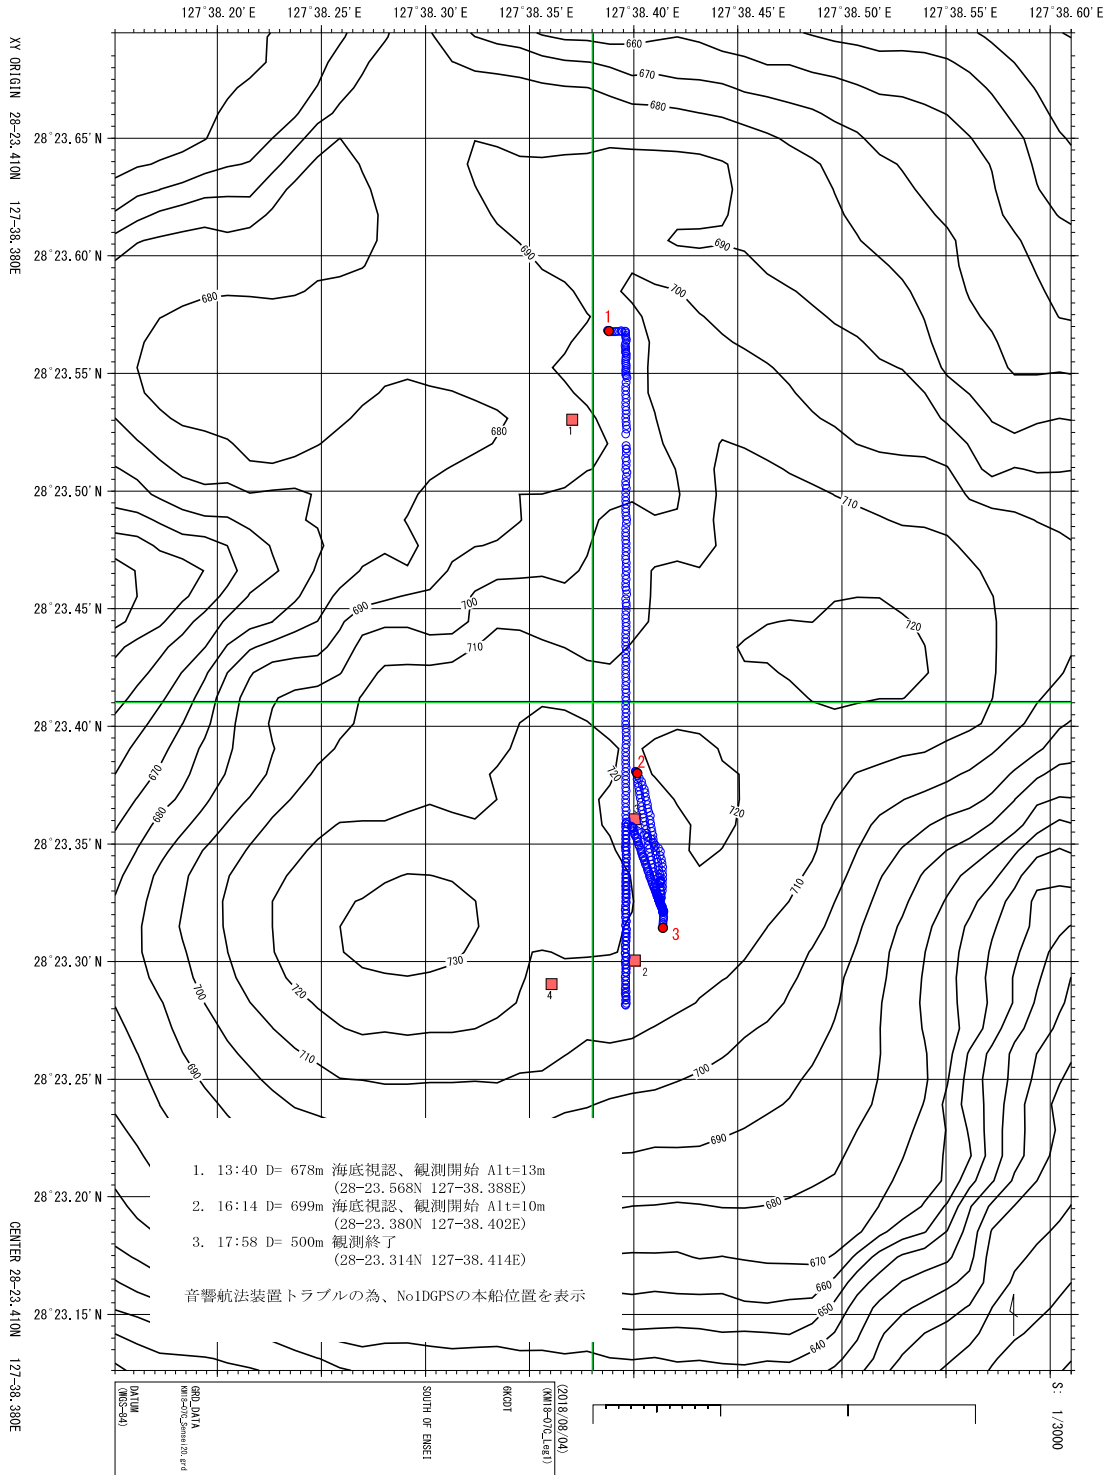 127°38.20' E
127°38.25' E
127°38.30' E
127°38.35' E
127°38.40' E
127°38.45' E
127°38.50' E
127°38.55' E
127°38.60' E
XY ORIGIN 28-23.410N 127-38.380E
CENTER 28-23.410N 127-38.380E
28°23.65' N
28°23.60' N
28°23.55' N
28°23.50' N
28°23.45' N
28°23.40' N
28°23.35' N
28°23.30' N
28°23.25' N
28°23.20' N
28°23.15' N
660
670
680
690
690
700
680
680
710
690
700
710
720
670
680
720
720
710
730
720
700
710
690
700
690
680
670
660
650
640
1
1
2
3
2
4
1. 13:40 D= 678m 海底視認、観測開始 Alt=13m
(28-23.568N 127-38.388E)
2. 16:14 D= 699m 海底視認、観測開始 Alt=10m
(28-23.380N 127-38.402E)
3. 17:58 D= 500m 観測終了
(28-23.314N 127-38.414E)
音響航法装置トラブルの為、No1DGPSの本船位置を表示
S: 1/3000
(2018/08/04)
(KM18-07C_Leg1)
6KCDT
SOUTH OF ENSEI
GRD_DATA
KM18-07C_Sensei20.grd
DATUM
(WGS-84)